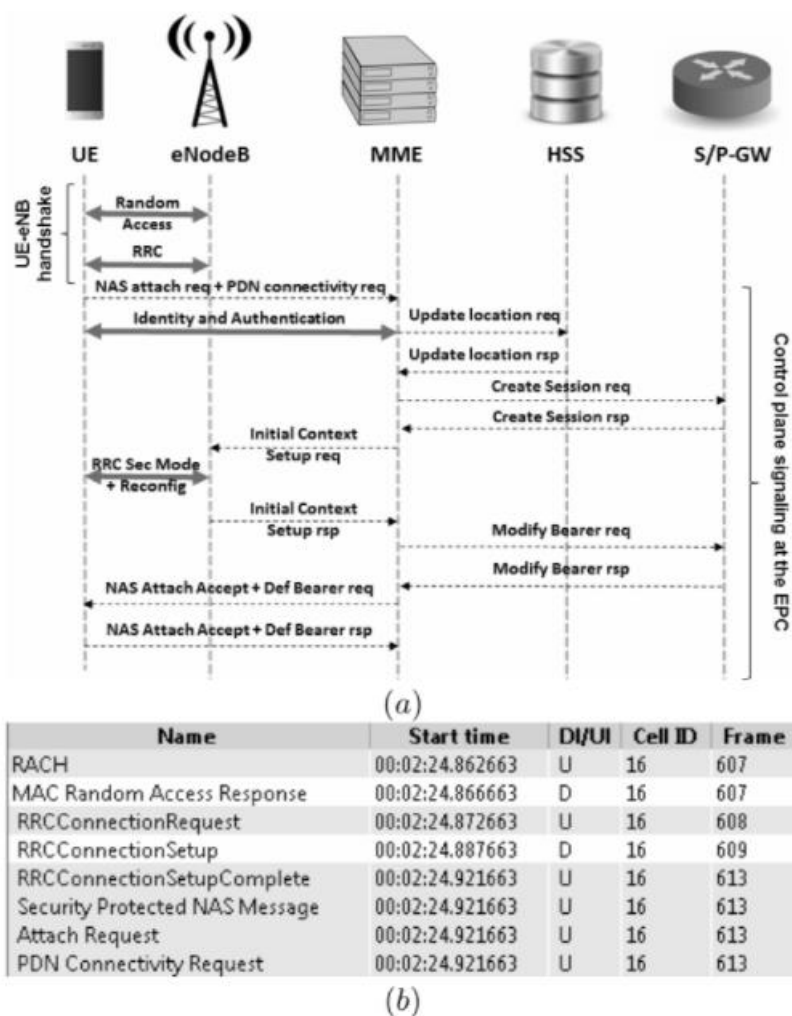 UE eNodeB MME HSS S/P-GW
UE-eNB
handshake
Random
Access
RRC
NAS attach req + PDN connectivity req
Identity and Authentication
Update location req
Update location rsp
Create Session req
Create Session rsp
Initial Context
Setup req
RRC Sec Mode
+ Reconfig
Initial Context
Setup rsp
Modify Bearer req
Modify Bearer rsp
NAS Attach Accept + Def Bearer req
NAS Attach Accept + Def Bearer rsp
Control plane signaling at the EPC
(a)
Name Start time Dl/Ul Cell ID Frame
RACH 00:02:24.862663 U 16 607
MAC Random Access Response 00:02:24.866663 D 16 607
RRCConnectionRequest 00:02:24.872663 U 16 608
RRCConnectionSetup 00:02:24.887663 D 16 609
RRCConnectionSetupComplete 00:02:24.921663 U 16 613
Security Protected NAS Message 00:02:24.921663 U 16 613
Attach Request 00:02:24.921663 U 16 613
PDN Connectivity Request 00:02:24.921663 U 16 613
(b)